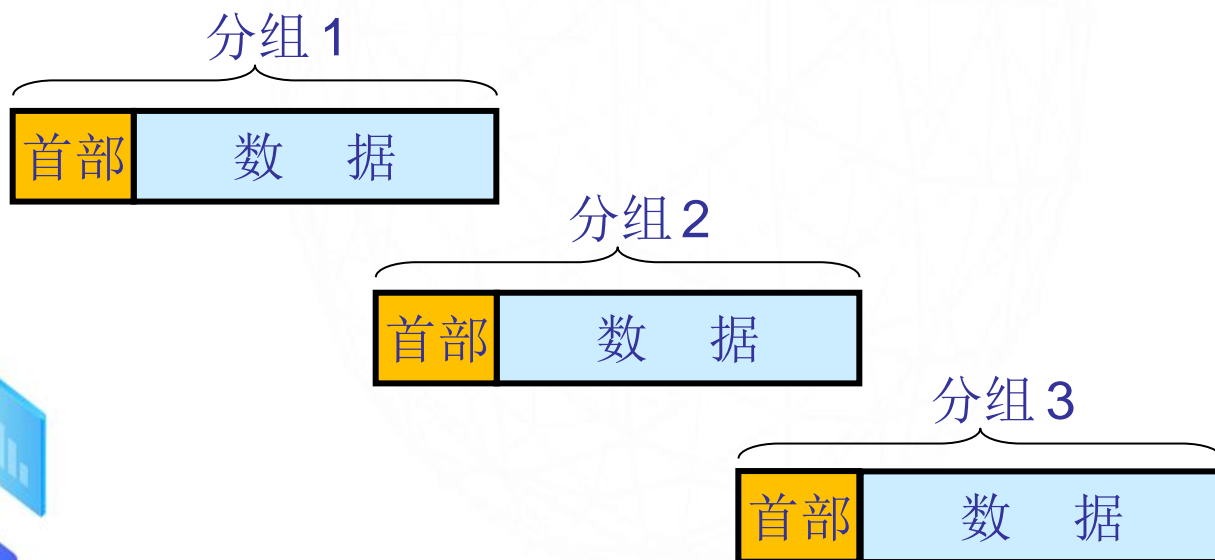 分组 1
首部 数 据
分组 2
首部 数 据
分组 3
首部 数 据